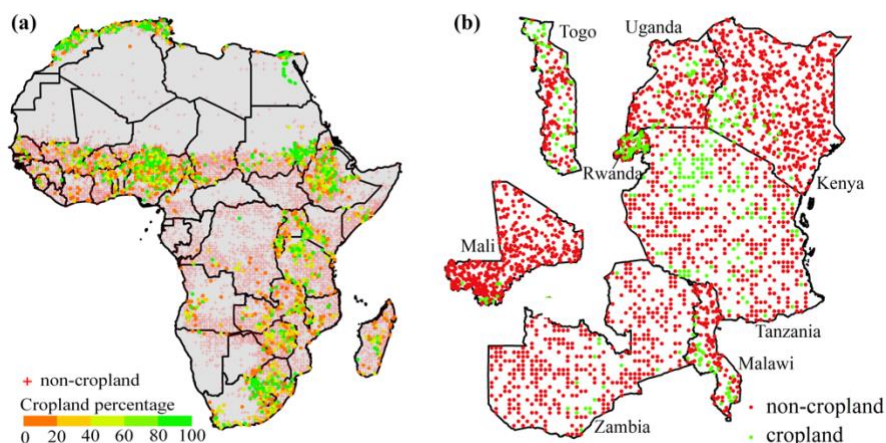 (a)
non-cropland
Cropland percentage
0 20 40 60 80 100
(b)
Togo
Uganda
Rwanda
Kenya
Mali
Tanzania
Malawi
Zambia
non-cropland
cropland